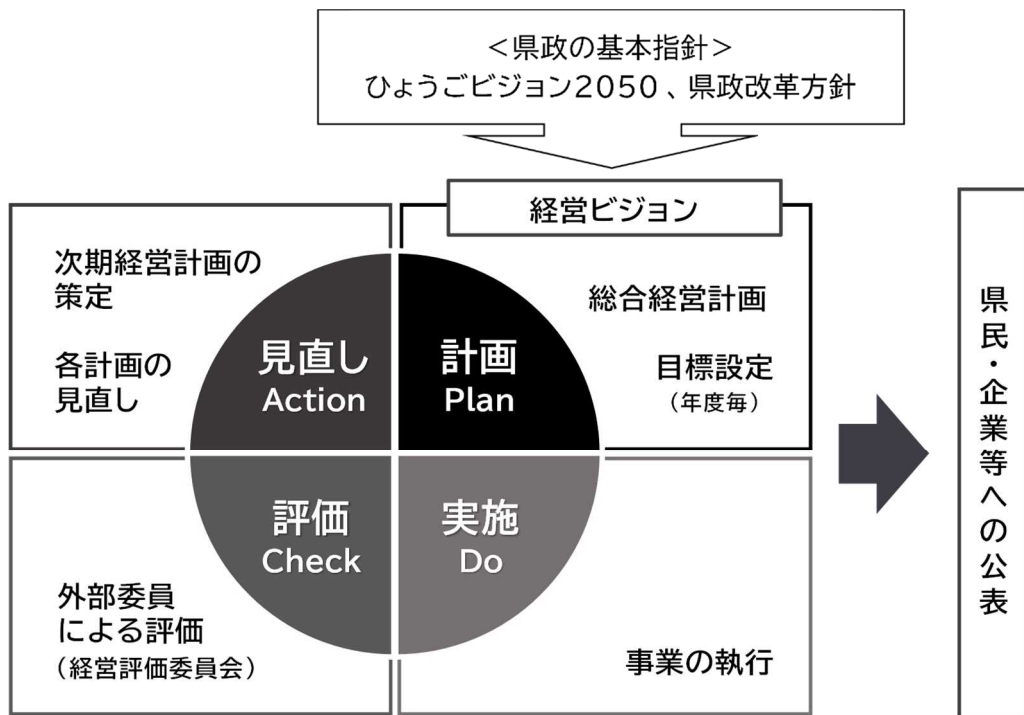 ＜県政の基本指針＞
ひょうごビジョン2050、県政改革方針
経営ビジョン
総合経営計画
目標設定
（年度毎）
計画
Plan
実施
Do
事業の執行
評価
Check
外部委員
による評価
（経営評価委員会）
見直し
Action
次期経営計画の
策定
各計画の
見直し
県民・企業等への公表